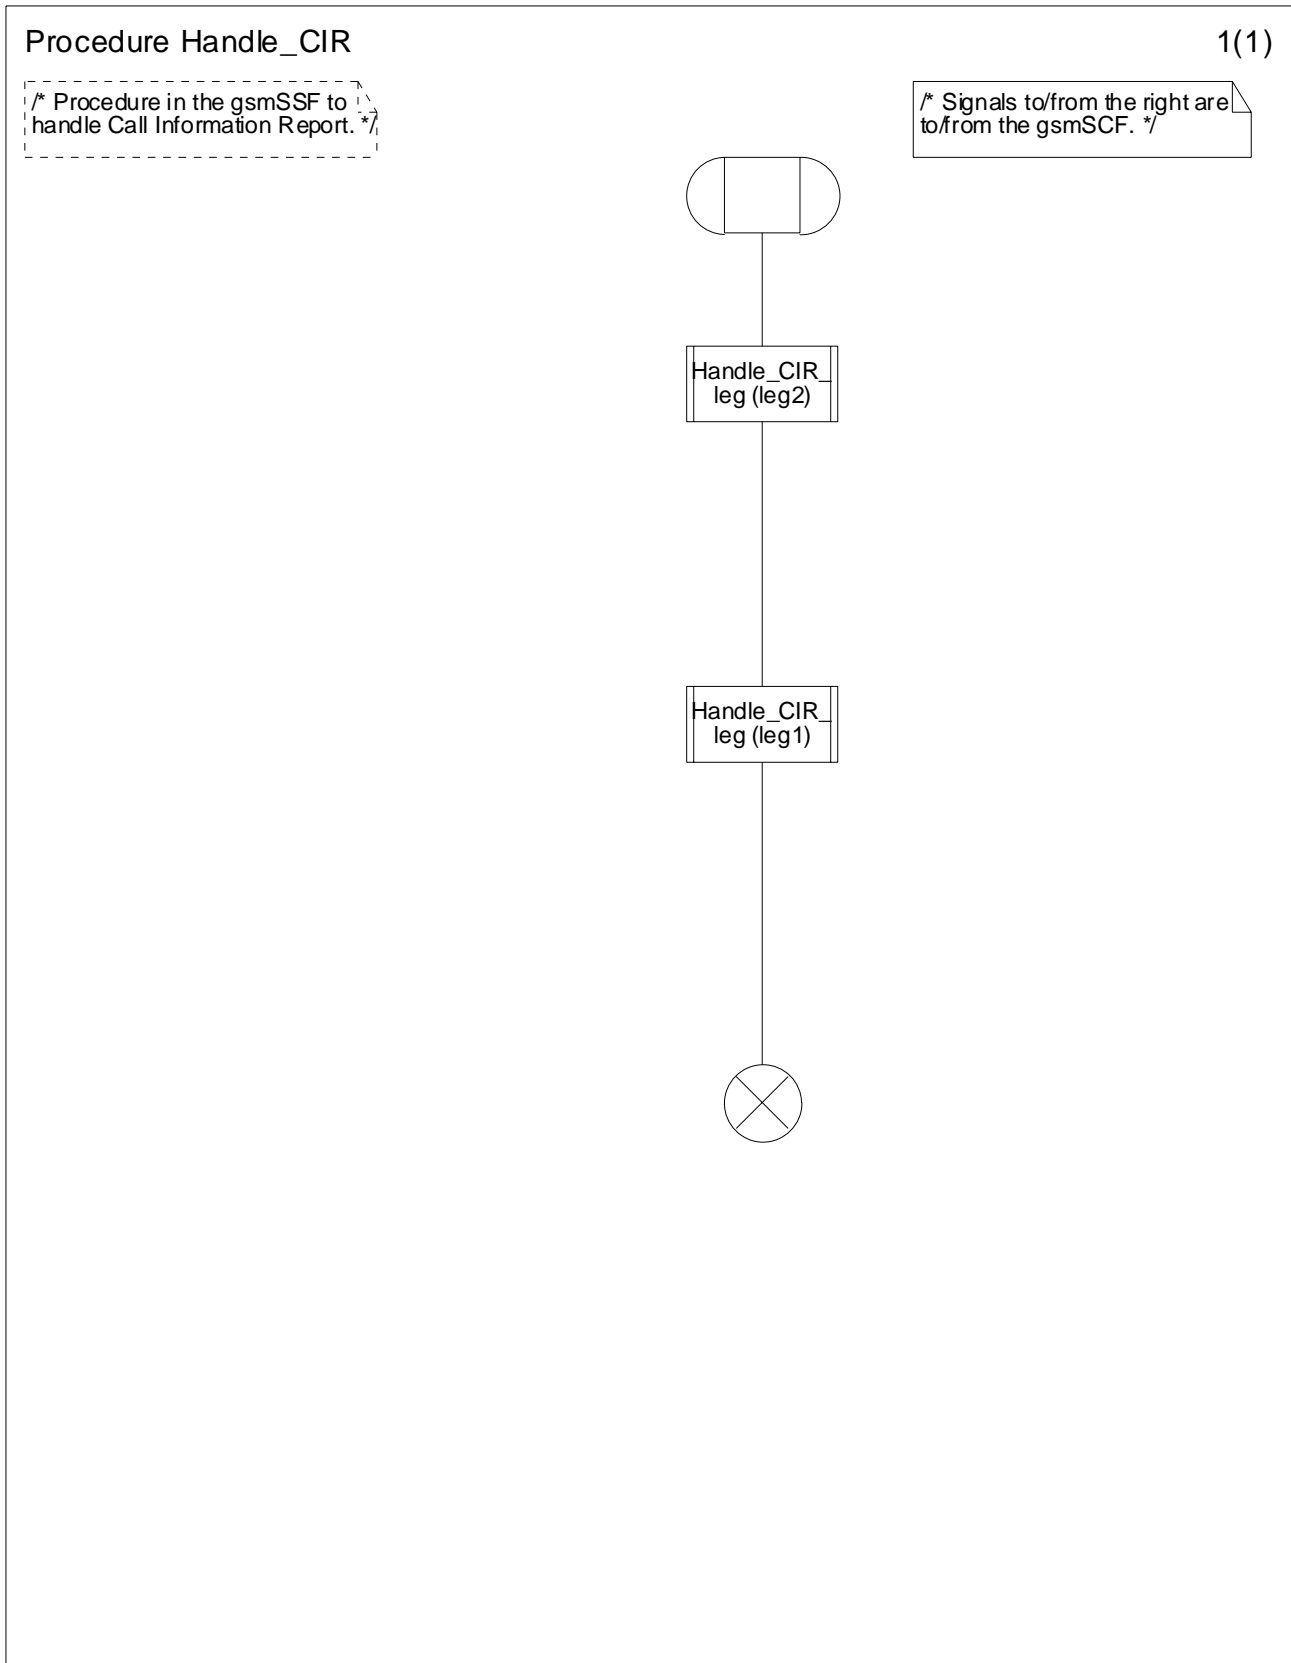 Procedure Handle_CIR
1(1)
/* Procedure in the gsmSSF to
handle Call Information Report. */
/* Signals to/from the right are
to/from the gsmSCF. */
Handle_CIR_
leg (leg2)
Handle_CIR_
leg (leg1)